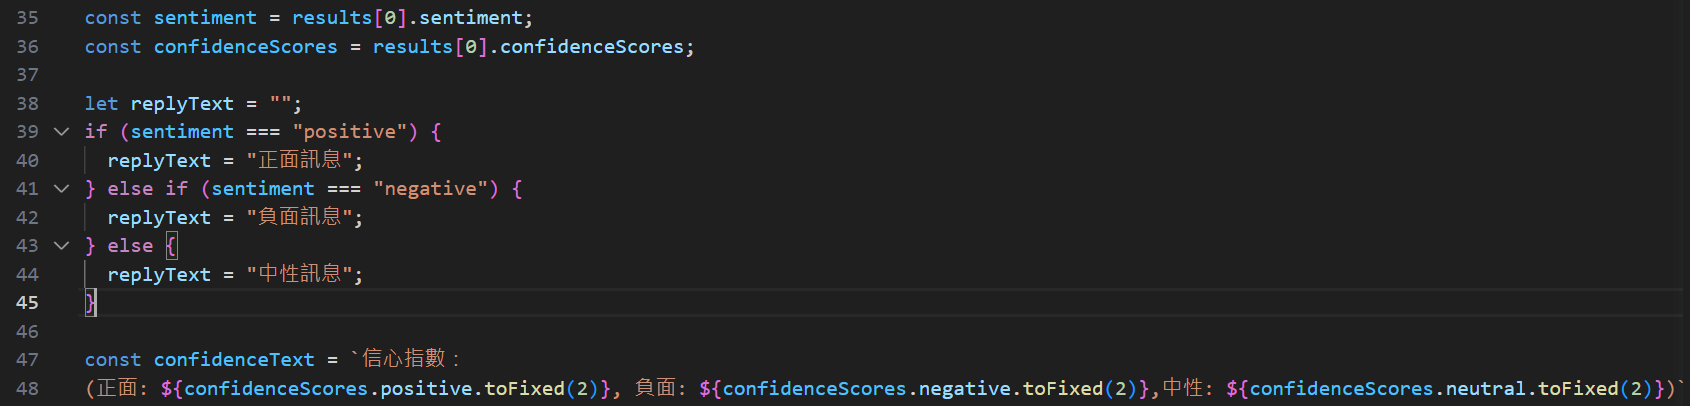 35 const sentiment = results[0].sentiment;
36 const confidenceScores = results[0].confidenceScores;
37
38 let replyText = "";
39 if (sentiment === "positive") {
40 replyText = "正面訊息";
41 } else if (sentiment === "negative") {
42 replyText = "負面訊息";
43 } else {
44 replyText = "中性訊息";
45 }
46
47 const confidenceText = `信心指數：
48 (正面: ${confidenceScores.positive.toFixed(2)}, 負面: ${confidenceScores.negative.toFixed(2)},中性: ${confidenceScores.neutral.toFixed(2)})`